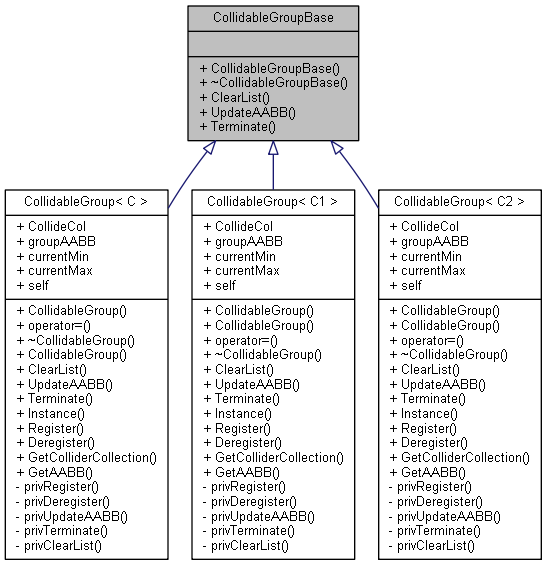 CollidableGroupBase
+ CollidableGroupBase()
+ ~CollidableGroupBase()
+ ClearList()
+ UpdateAABB()
+ Terminate()
CollidableGroup< C >
+ CollideCol
+ groupAABB
+ currentMin
+ currentMax
+ self
+ CollidableGroup()
+ operator=()
+ ~CollidableGroup()
+ CollidableGroup()
+ ClearList()
+ UpdateAABB()
+ Terminate()
+ Instance()
+ Register()
+ Deregister()
+ GetColliderCollection()
+ GetAABB()
- privRegister()
- privDeregister()
- privUpdateAABB()
- privTerminate()
- privClearList()
CollidableGroup< C1 >
+ CollideCol
+ groupAABB
+ currentMin
+ currentMax
+ self
+ CollidableGroup()
+ CollidableGroup()
+ operator=()
+ ~CollidableGroup()
+ ClearList()
+ UpdateAABB()
+ Terminate()
+ Instance()
+ Register()
+ Deregister()
+ GetColliderCollection()
+ GetAABB()
- privRegister()
- privDeregister()
- privUpdateAABB()
- privTerminate()
- privClearList()
CollidableGroup< C2 >
+ CollideCol
+ groupAABB
+ currentMin
+ currentMax
+ self
+ CollidableGroup()
+ CollidableGroup()
+ operator=()
+ ~CollidableGroup()
+ ClearList()
+ UpdateAABB()
+ Terminate()
+ Instance()
+ Register()
+ Deregister()
+ GetColliderCollection()
+ GetAABB()
- privRegister()
- privDeregister()
- privUpdateAABB()
- privTerminate()
- privClearList()